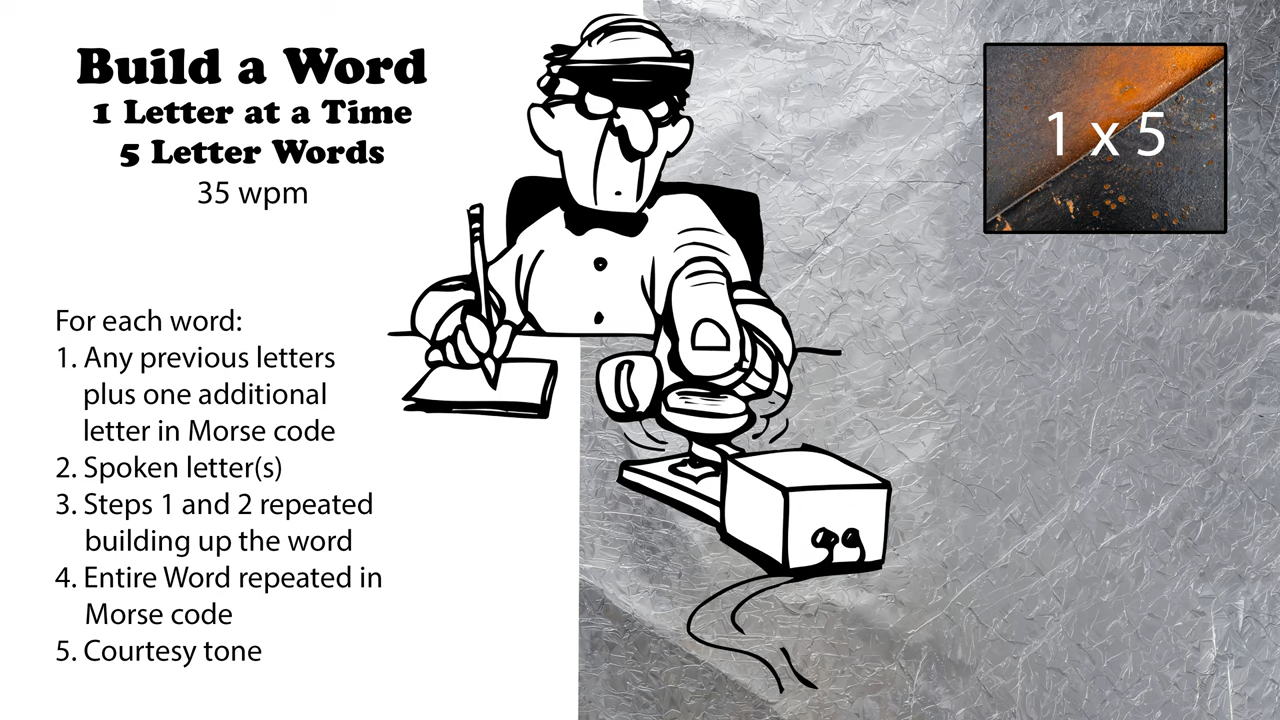 Build a Word
1 Letter at a Time
5 Letter Words
35 wpm
1 x 5
For each word:
1. Any previous letters
plus one additional
letter in Morse code
2. Spoken letter(s)
3. Steps 1 and 2 repeated
building up the word
4. Entire Word repeated in
Morse code
5. Courtesy tone